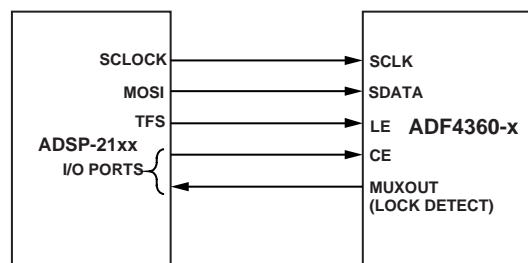 SCLOCK
MOSI
TFS
ADSP-21xx
I/O PORTS
SCLK
SDATA
LE
ADF4360-x
CE
MUXOUT
(LOCK DETECT)